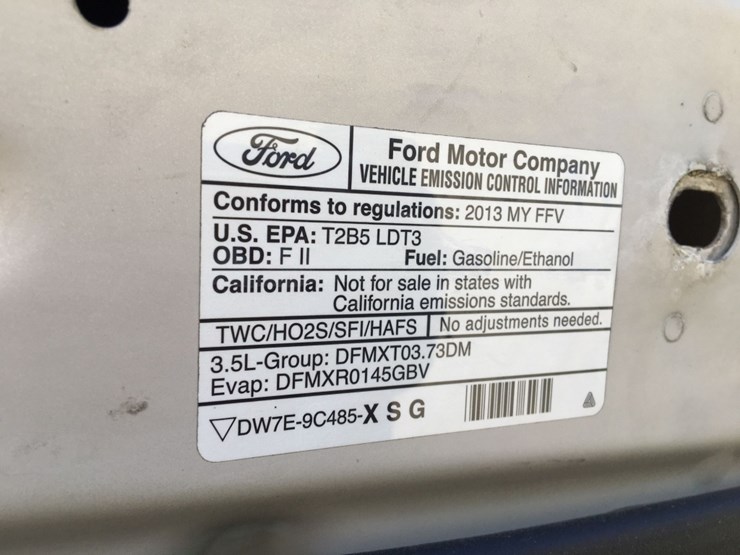 Ford
Ford Motor Company
VEHICLE EMISSION CONTROL INFORMATION
Conforms to regulations: 2013 MY FFV
U.S. EPA: T2B5 LDT3
OBD: F II Fuel: Gasoline/Ethanol
California: Not for sale in states with
California emissions standards.
TWC/HO2S/SFI/HAFS No adjustments needed.
3.5L-Group: DFMXT03.73DM
Evap: DFMXR0145GBV
▽DW7E-9C485-X S G